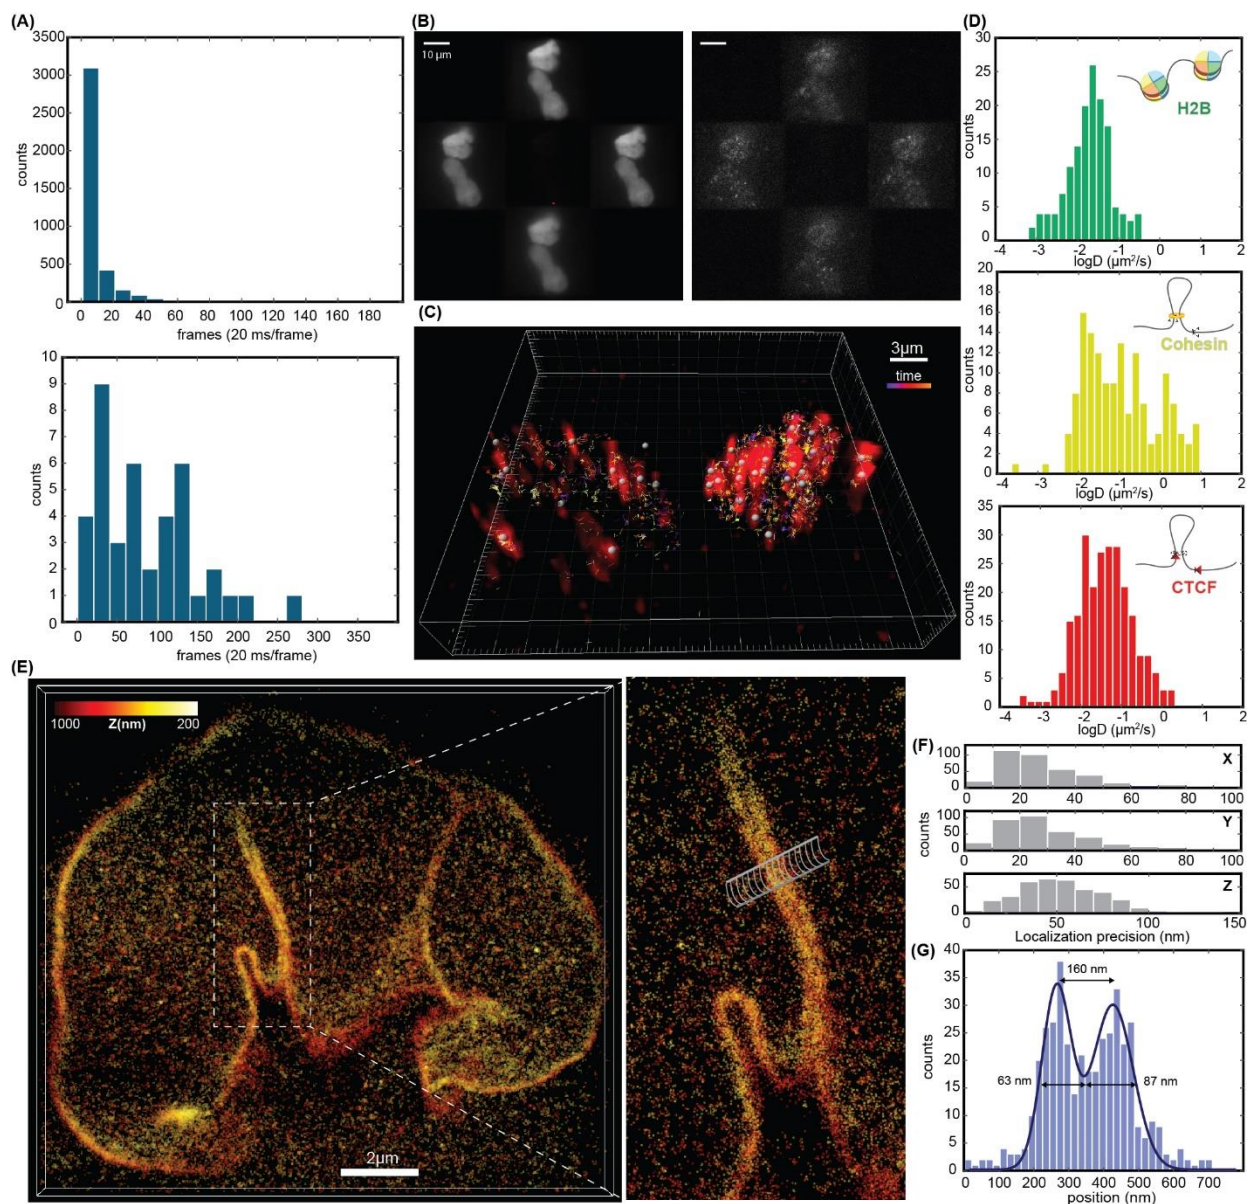 (A)
3500
3000
2500
2000
1500
1000
500
0
counts
20 40 60 80 100 120 140 160 180
frames (20 ms/frame)
10
9
8
7
6
5
4
3
2
1
0
counts
0 50 100 150 200 250 300 350
frames (20 ms/frame)
(B)
10 µm
(C)
3µm
time
(D)
30
25
20
15
10
5
0
counts
H2B
-4 -3 -2 -1 0 1 2
logD (µm²/s)
20
18
16
14
12
10
8
6
4
2
0
counts
Cohesin
-4 -3 -2 -1 0 1 2
logD (µm²/s)
35
30
25
20
15
10
5
0
counts
CTCF
-4 -3 -2 -1 0 1 2
logD (µm²/s)
(E)
1000 Z(nm) 200
2µm
(F)
100
50
0
X
0 20 40 60 80 100
100
50
0
Y
counts
0 20 40 60 80 100
50
0
Z
0 50 100 150
Localization precision (nm)
(G)
40
35
30
25
20
15
10
5
0
counts
160 nm
63 nm
87 nm
0 100 200 300 400 500 600 700
position (nm)